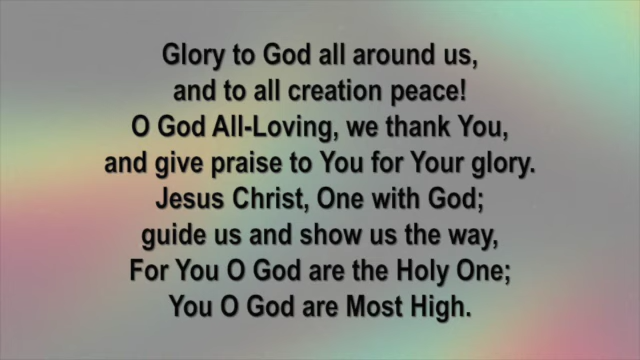 Glory to God all around us,
and to all creation peace!
O God All-Loving, we thank You,
and give praise to You for Your glory.
Jesus Christ, One with God;
guide us and show us the way,
For You O God are the Holy One;
You O God are Most High.